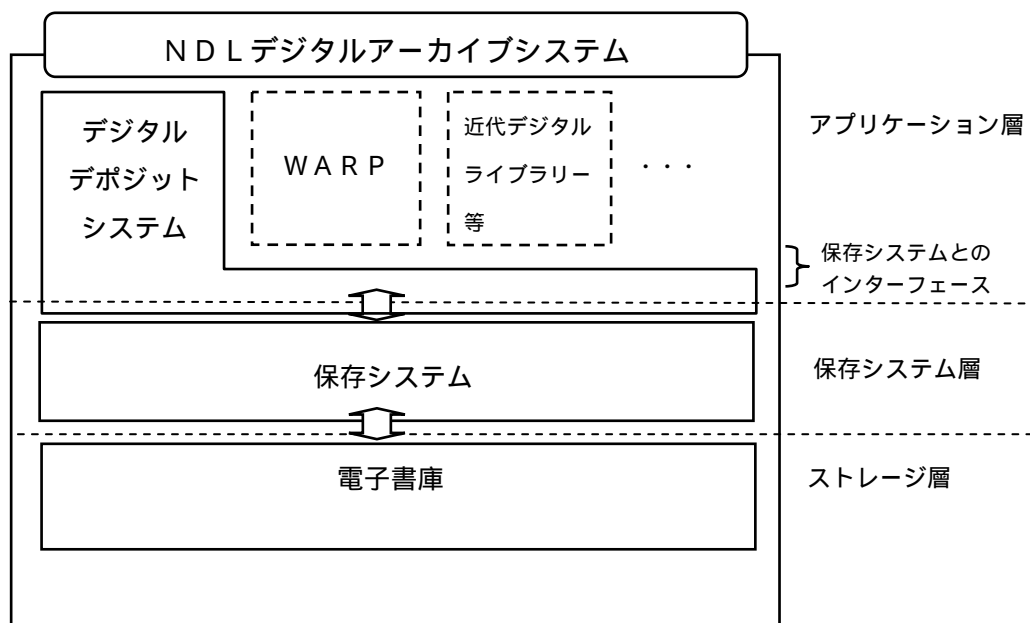 ＮＤＬデジタルアーカイブシステム
デジタル
デポジット
システム
ＷＡＲＰ
近代デジタル
ライブラリー
等
・・・
アプリケーション層
保存システムとの
インターフェース
保存システム
保存システム層
電子書庫
ストレージ層